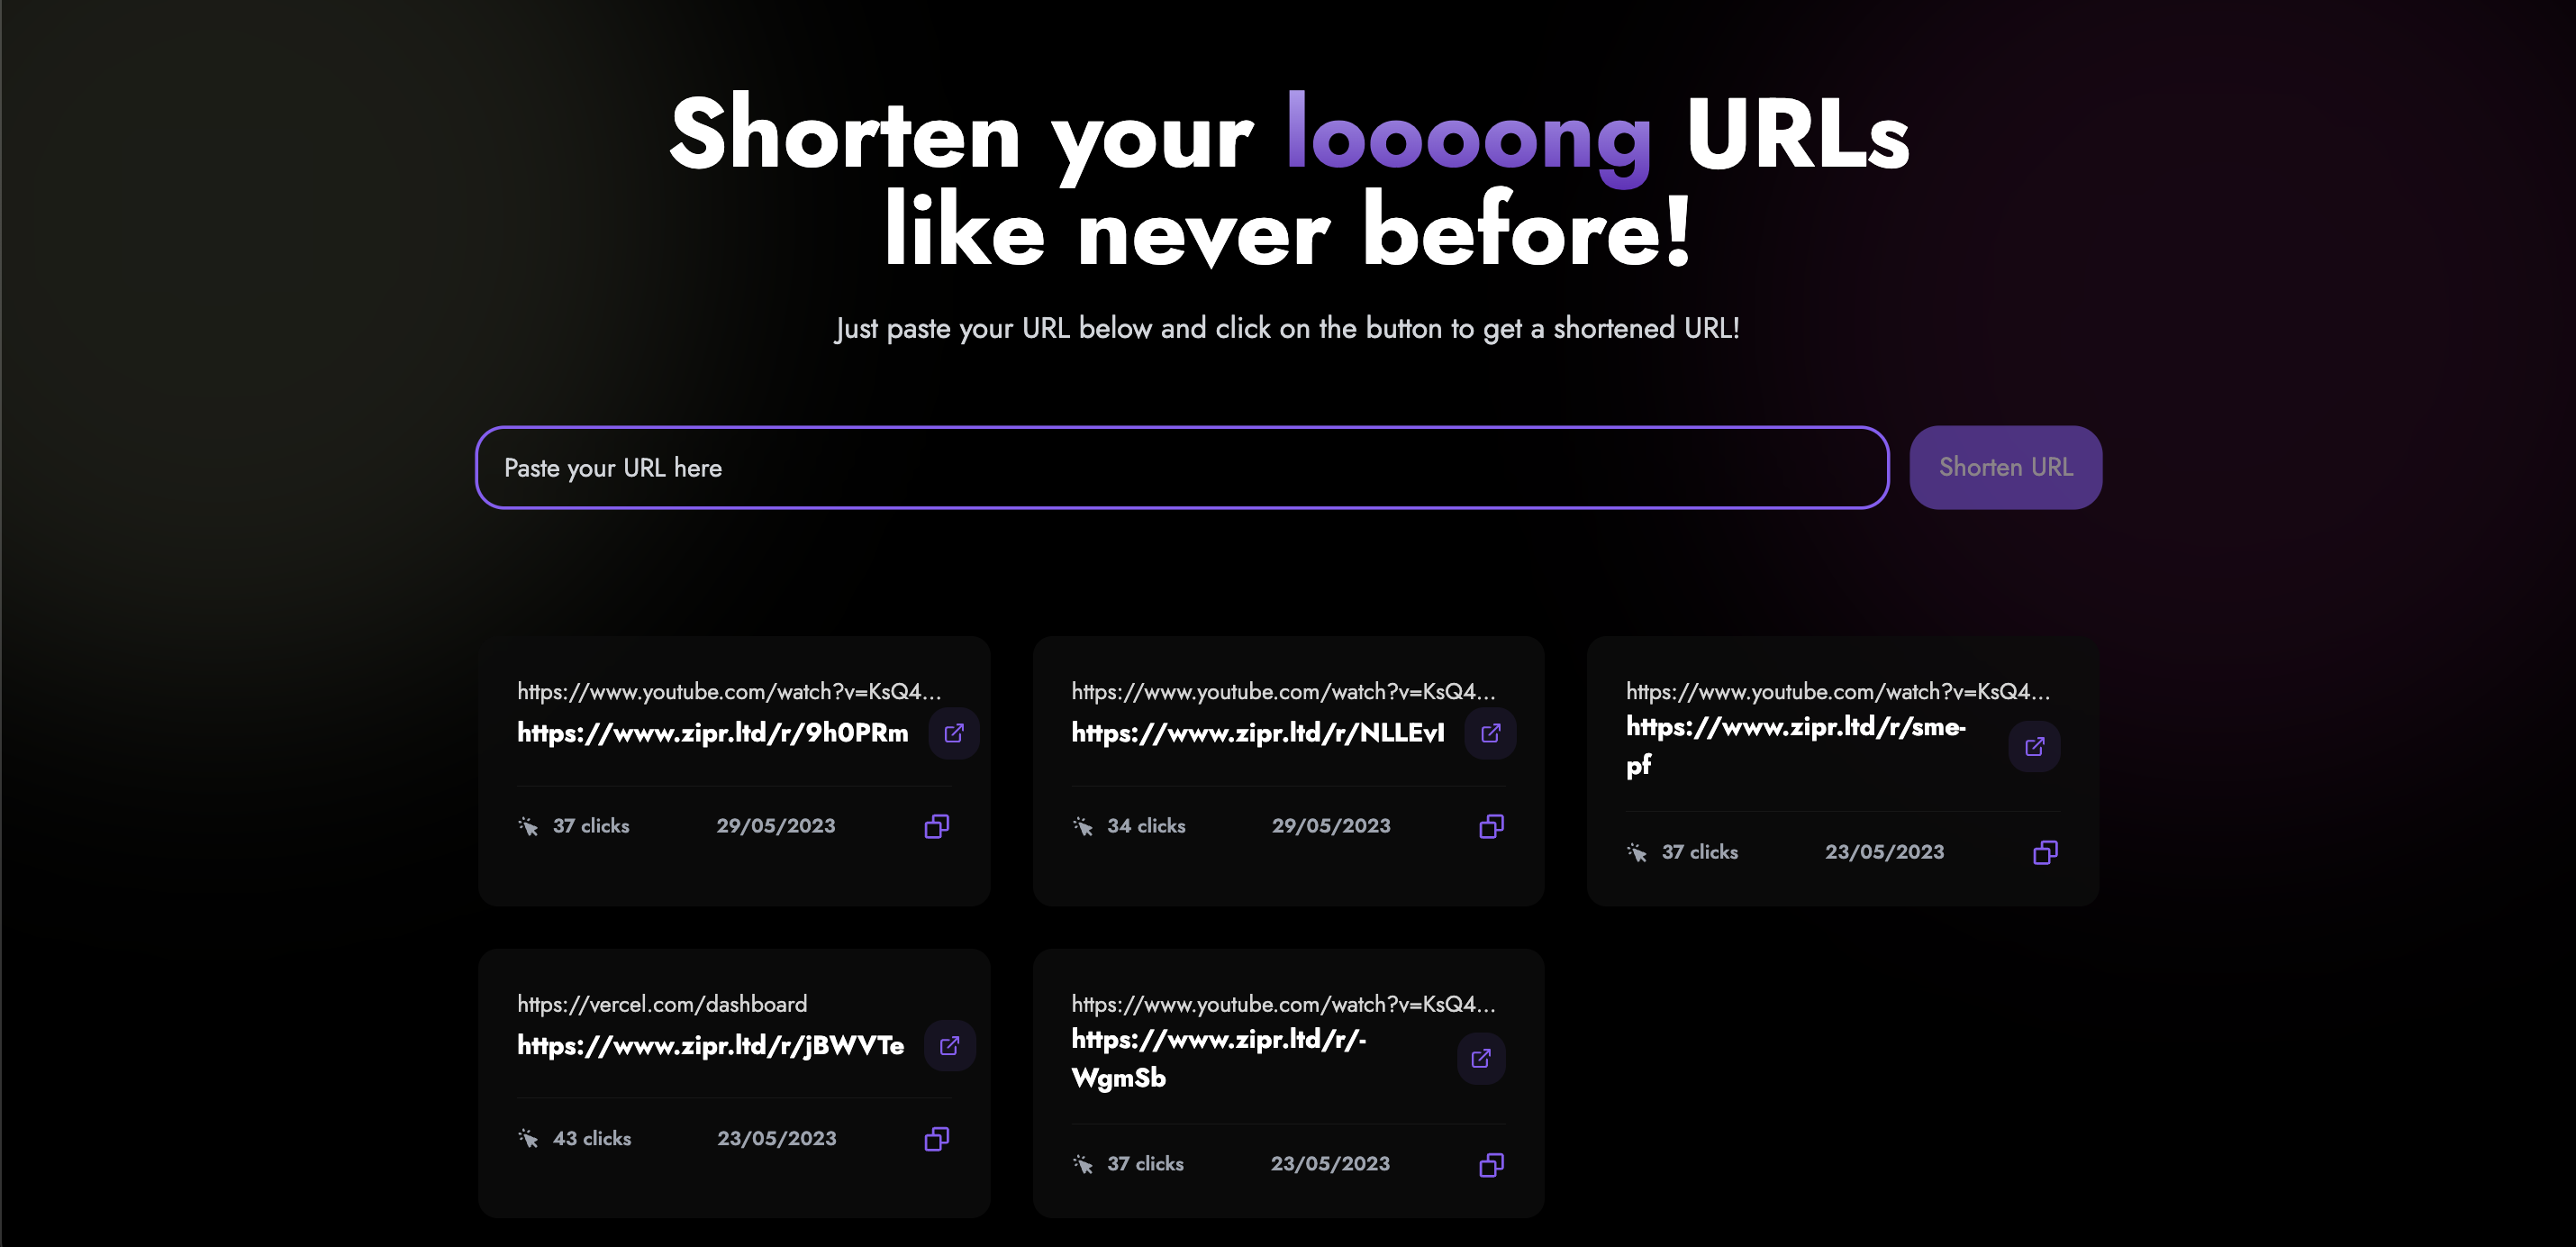 Shorten your looooong URLs
like never before!
Just paste your URL below and click on the button to get a shortened URL!
Paste your URL here
Shorten URL
https://www.youtube.com/watch?v=KsQ4...
https://www.zipr.ltd/r/9h0PRm
37 clicks
29/05/2023
https://www.youtube.com/watch?v=KsQ4...
https://www.zipr.ltd/r/NLLEvI
34 clicks
29/05/2023
https://www.youtube.com/watch?v=KsQ4...
https://www.zipr.ltd/r/sme-
pf
37 clicks
23/05/2023
https://vercel.com/dashboard
https://www.zipr.ltd/r/jBWVTe
43 clicks
23/05/2023
https://www.youtube.com/watch?v=KsQ4...
https://www.zipr.ltd/r/-
WgmSb
37 clicks
23/05/2023